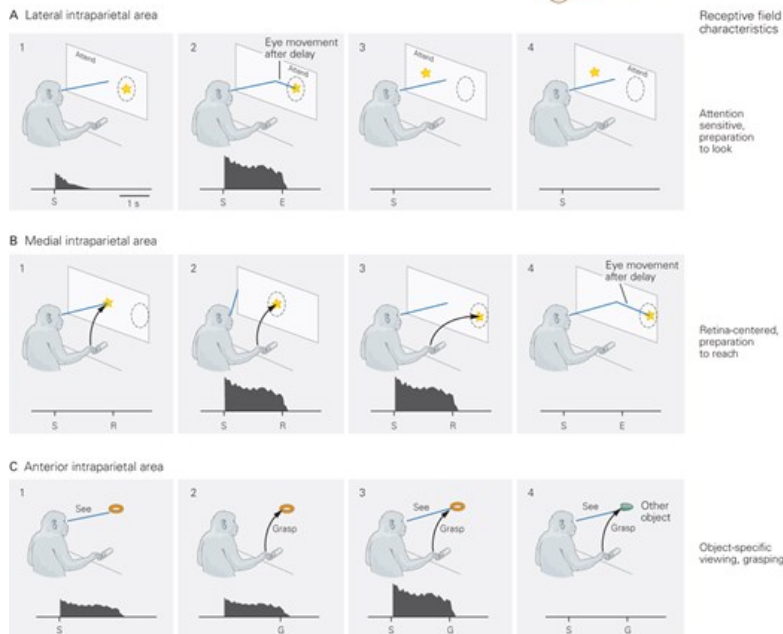 A Lateral intraparietal area
Receptive field
characteristics
1
Attend
S
1 s
2
Eye movement
after delay
Attend
S
E
3
Attend
S
4
Attend
S
Attention
sensitive,
preparation
to look
B Medial intraparietal area
1
S
R
2
S
R
3
S
R
4
Eye movement
after delay
S
E
Retina-centered,
preparation
to reach
C Anterior intraparietal area
1
See
S
2
Grasp
G
3
See
Grasp
S
G
4
See
Other
object
Grasp
S
G
Object-specific
viewing, grasping